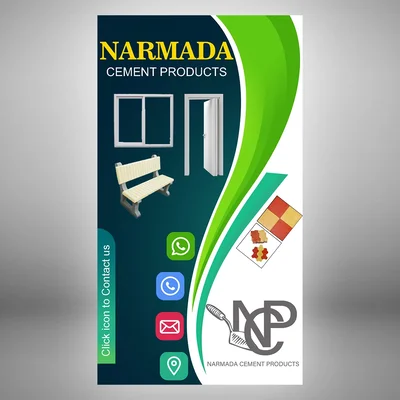 NARMADA
CEMENT PRODUCTS
Click icon to Contact us
NCP
NARMADA CEMENT PRODUCTS